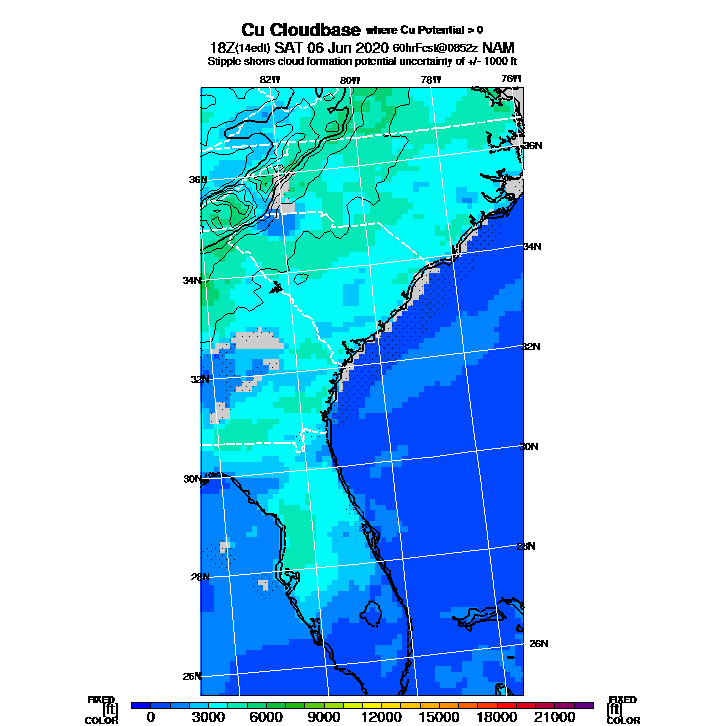 Cu Cloudbase where Cu Potential > 0
18Z(14edt) SAT 06 Jun 2020 60hrFcst@0852z NAM
Stipple shows cloud formation potential uncertainty of +/- 1000 ft
82W 80W 78W 76W
36N
36N
34N
34N
32N
32N
30N
30N
28N
28N
26N
26N
FIXED FIXED
[ft] 0 3000 6000 9000 12000 15000 18000 21000 [ft]
COLOR COLOR